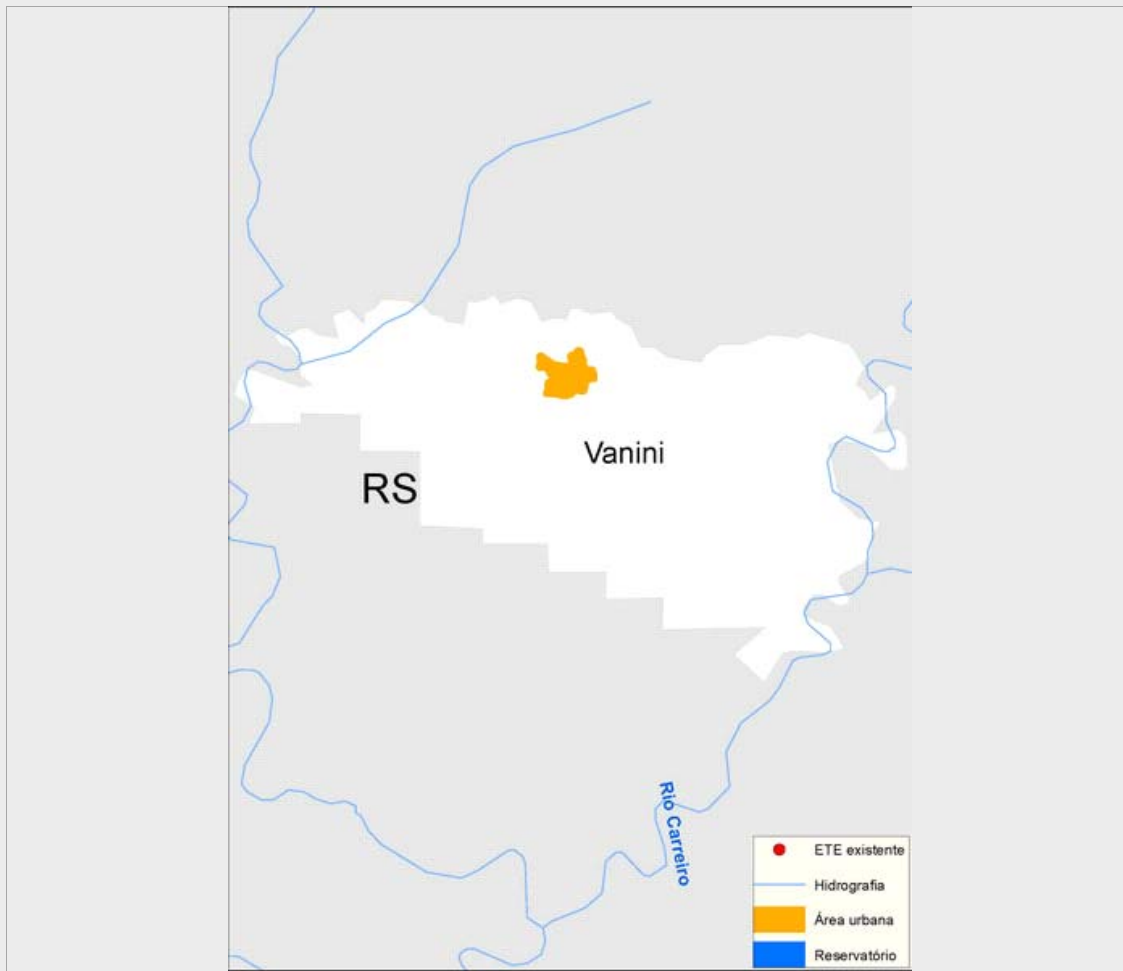 Vanini
RS
Rio Carreiro
ETE existente
Hidrografia
Área urbana
Reservatório